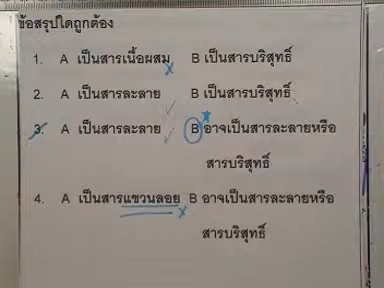 ข้อสรุปใดถูกต้อง
1. A เป็นสารเนื้อผสม B เป็นสารบริสุทธิ์
2. A เป็นสารละลาย B เป็นสารบริสุทธิ์
3. A เป็นสารละลาย B อาจเป็นสารละลายหรือ
สารบริสุทธิ์
4. A เป็นสารแขวนลอย B อาจเป็นสารละลายหรือ
สารบริสุทธิ์